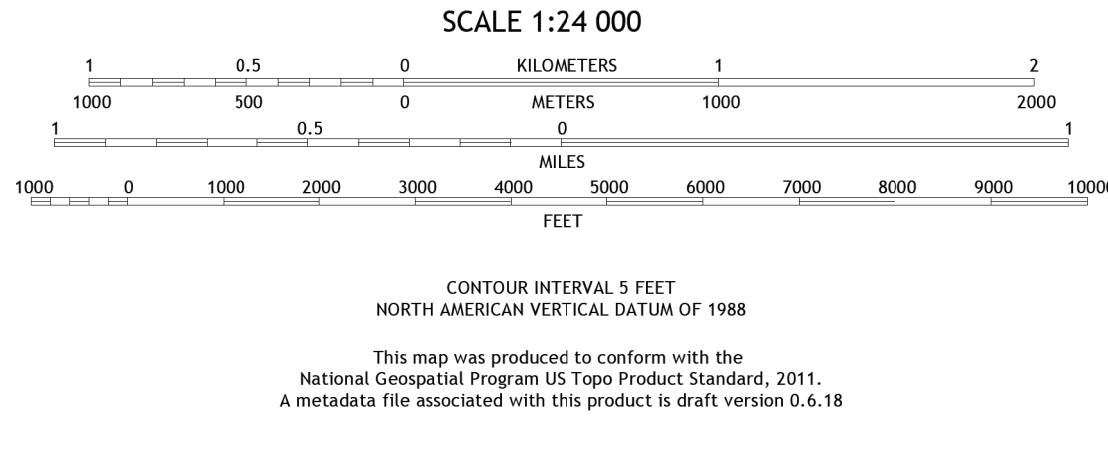 SCALE 1:24 000
1 0.5 0 KILOMETERS 1 2
1000 500 0 METERS 1000 2000
1 0.5 0 1
MILES
1000 0 1000 2000 3000 4000 5000 6000 7000 8000 9000 10000
FEET
CONTOUR INTERVAL 5 FEET
NORTH AMERICAN VERTICAL DATUM OF 1988
This map was produced to conform with the
National Geospatial Program US Topo Product Standard, 2011.
A metadata file associated with this product is draft version 0.6.18